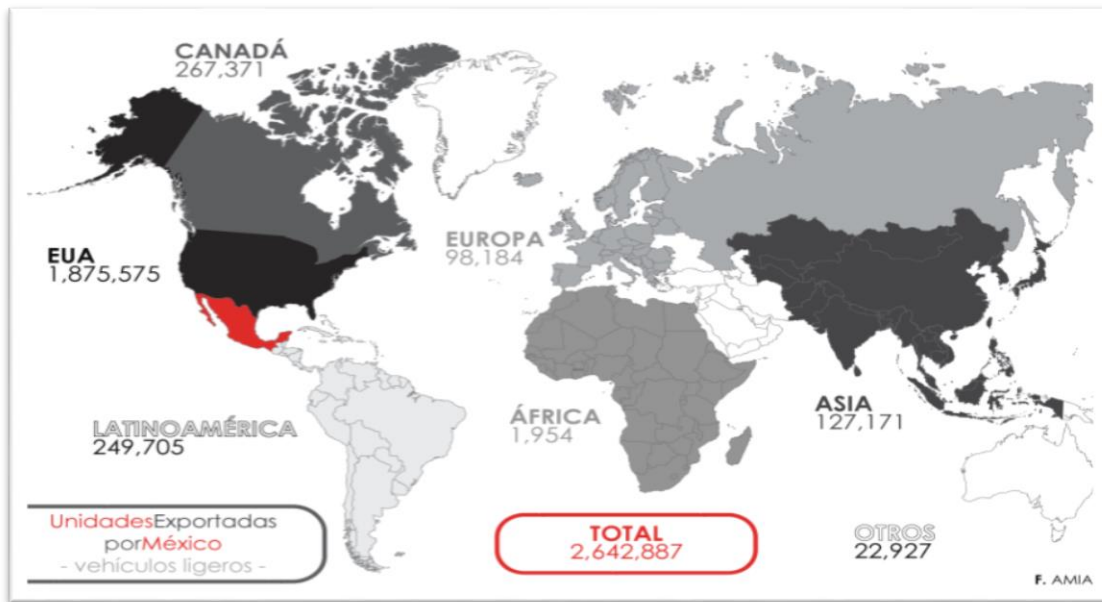 CANADÁ
267,371
EUA
1,875,575
EUROPA
98,184
LATINOAMÉRICA
249,705
ÁFRICA
1,954
ASIA
127,171
UnidadesExportadas
porMéxico
- vehículos ligeros -
TOTAL
2,642,887
OTROS
22,927
F. AMIA